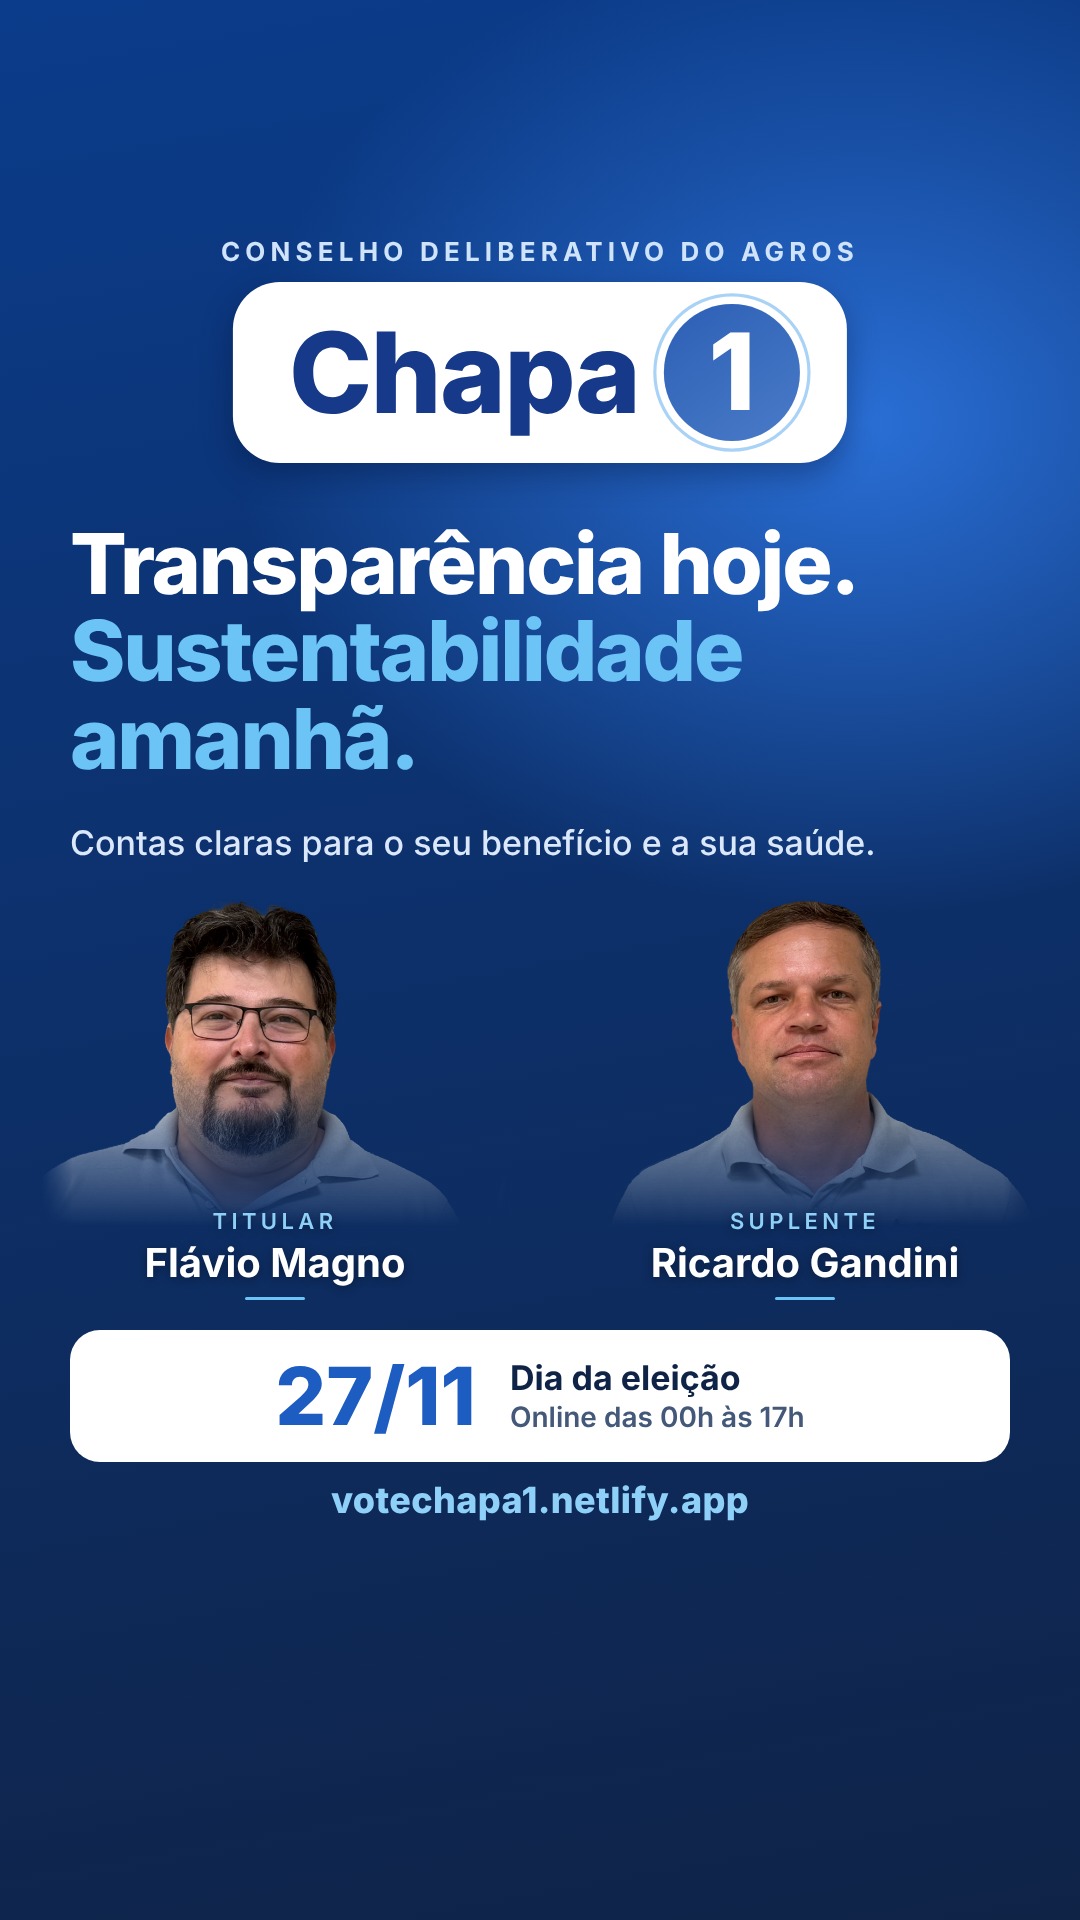 CONSELHO DELIBERATIVO DO AGROS
Chapa 1
Transparência hoje.
Sustentabilidade
amanhã.
Contas claras para o seu benefício e a sua saúde.
TITULAR
Flávio Magno
SUPLENTE
Ricardo Gandini
27/11
Dia da eleição
Online das 00h às 17h
votechapa1.netlify.app